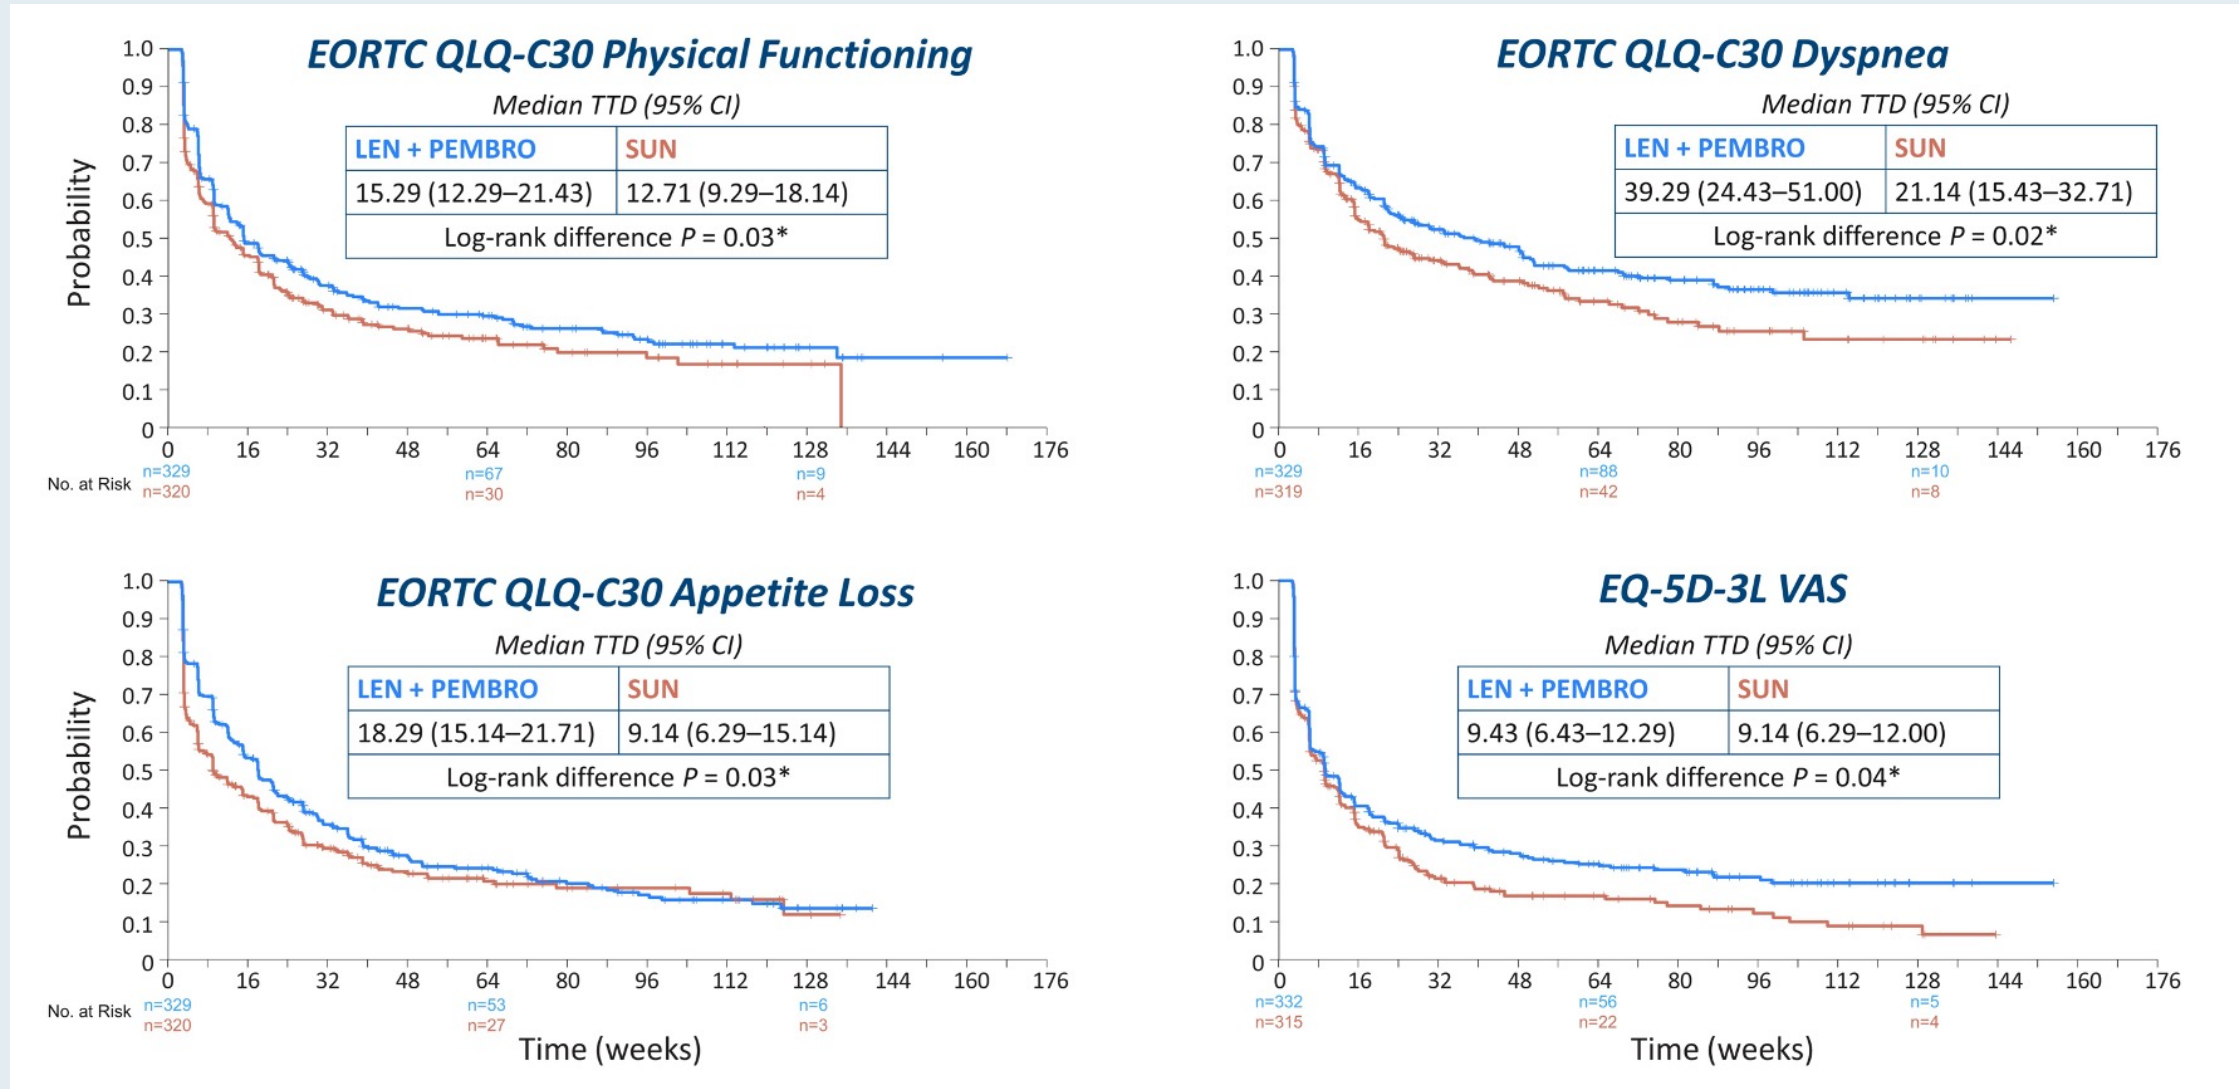 EORTC QLQ-C30 Physical Functioning
Median TTD (95% CI)
LEN + PEMBRO SUN
15.29 (12.29–21.43) 12.71 (9.29–18.14)
Log-rank difference P = 0.03*
Probability
1.0
0.9
0.8
0.7
0.6
0.5
0.4
0.3
0.2
0.1
0
0 16 32 48 64 80 96 112 128 144 160 176
No. at Risk
n=329 n=67 n=9
n=320 n=30 n=4
EORTC QLQ-C30 Dyspnea
Median TTD (95% CI)
LEN + PEMBRO SUN
39.29 (24.43–51.00) 21.14 (15.43–32.71)
Log-rank difference P = 0.02*
1.0
0.9
0.8
0.7
0.6
0.5
0.4
0.3
0.2
0.1
0
0 16 32 48 64 80 96 112 128 144 160 176
n=329 n=88 n=10
n=319 n=42 n=8
EORTC QLQ-C30 Appetite Loss
Median TTD (95% CI)
LEN + PEMBRO SUN
18.29 (15.14–21.71) 9.14 (6.29–15.14)
Log-rank difference P = 0.03*
Probability
1.0
0.9
0.8
0.7
0.6
0.5
0.4
0.3
0.2
0.1
0
0 16 32 48 64 80 96 112 128 144 160 176
No. at Risk
n=329 n=53 n=6
n=320 n=27 n=3
Time (weeks)
EQ-5D-3L VAS
Median TTD (95% CI)
LEN + PEMBRO SUN
9.43 (6.43–12.29) 9.14 (6.29–12.00)
Log-rank difference P = 0.04*
1.0
0.9
0.8
0.7
0.6
0.5
0.4
0.3
0.2
0.1
0
0 16 32 48 64 80 96 112 128 144 160 176
n=332 n=56 n=5
n=315 n=22 n=4
Time (weeks)